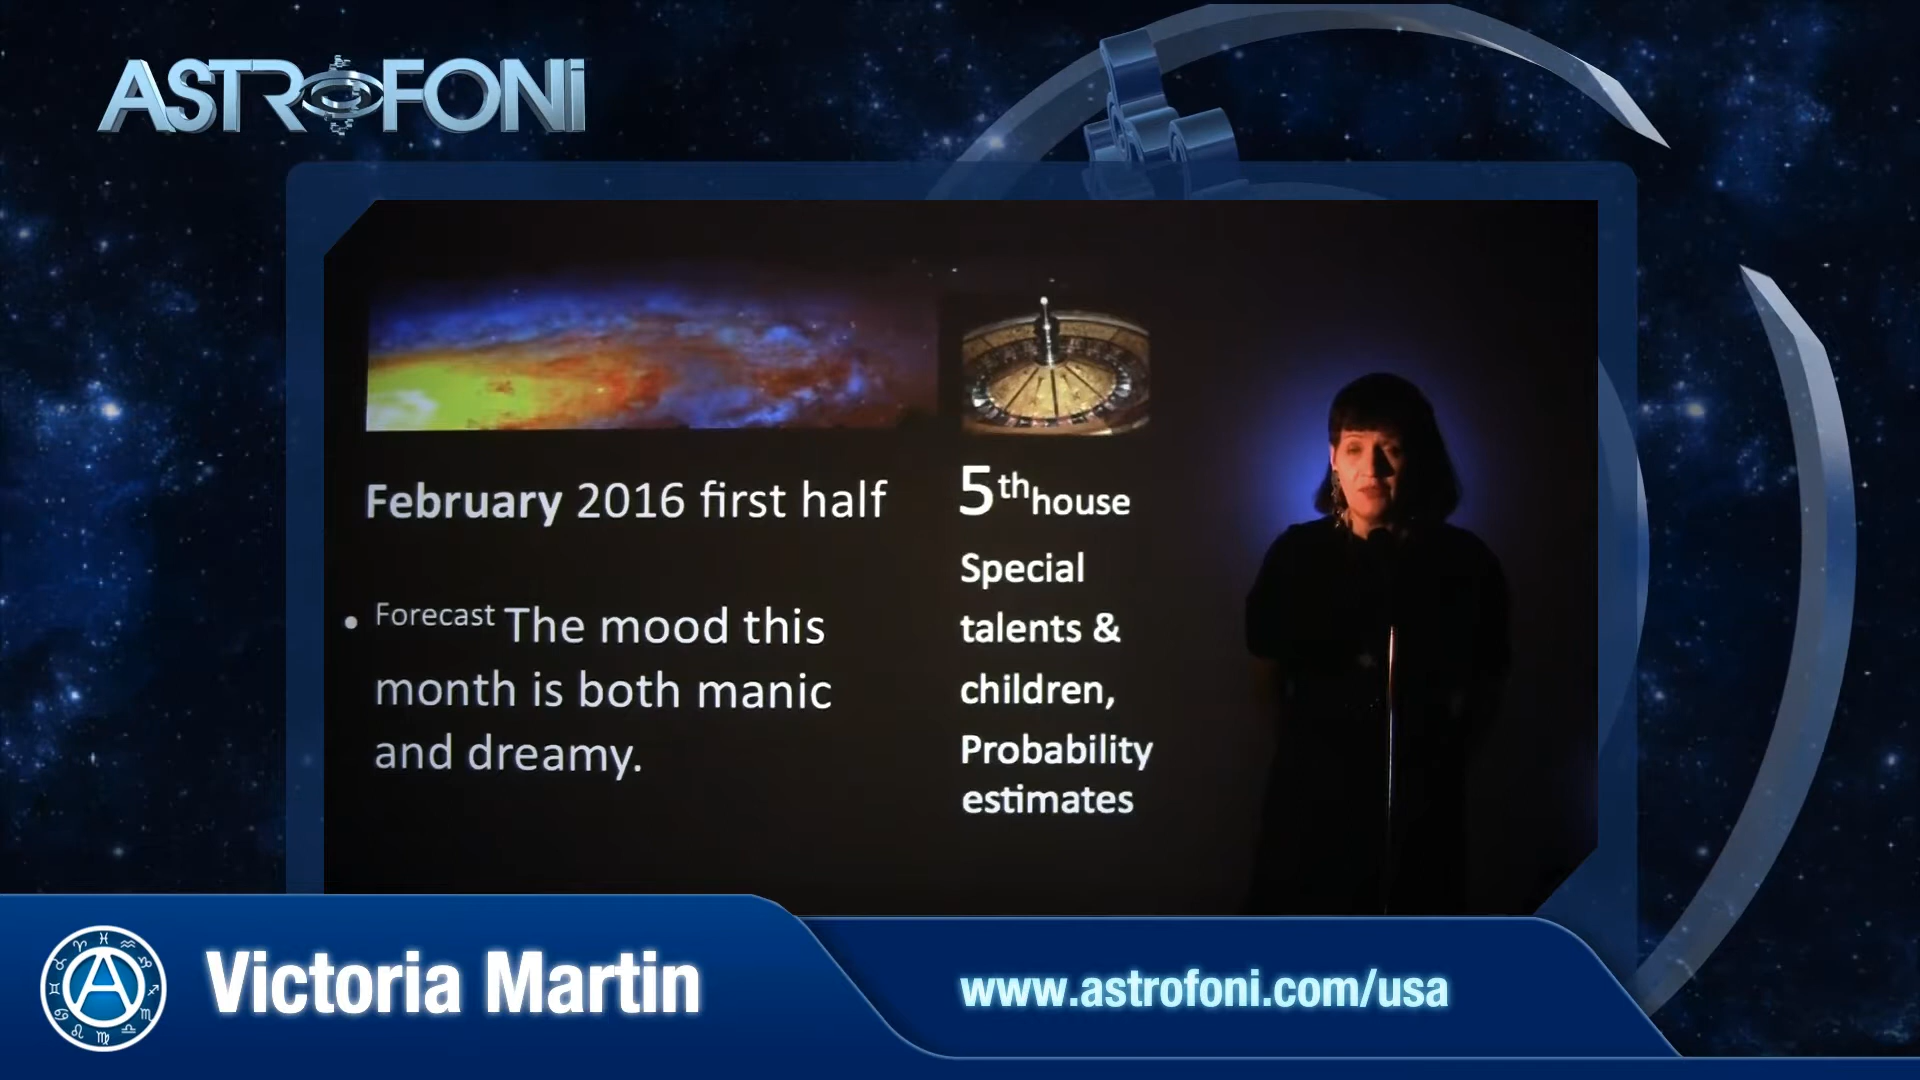 ASTROFONi
February 2016 first half
• Forecast The mood this
month is both manic
and dreamy.
5th house
Special
talents &
children,
Probability
estimates
Victoria Martin
www.astrofoni.com/usa